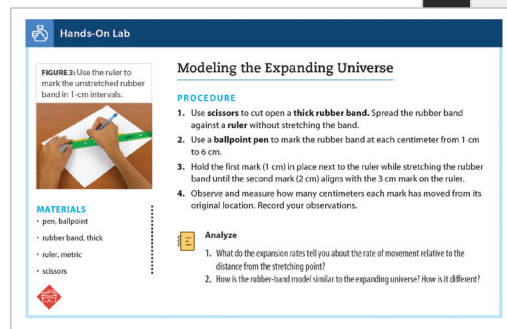 Hands-On Lab
FIGURE 3: Use the ruler to
mark the unstretched rubber
band in 1-cm intervals.
MATERIALS
• pen, ballpoint
• rubber band, thick
• ruler, metric
• scissors
Modeling the Expanding Universe
PROCEDURE
1. Use scissors to cut open a thick rubber band. Spread the rubber band
against a ruler without stretching the band.
2. Use a ballpoint pen to mark the rubber band at each centimeter from 1 cm
to 6 cm.
3. Hold the first mark (1 cm) in place next to the ruler while stretching the rubber
band until the second mark (2 cm) aligns with the 3 cm mark on the ruler.
4. Observe and measure how many centimeters each mark has moved from its
original location. Record your observations.
Analyze
1. What do the expansion rates tell you about the rate of movement relative to the
distance from the stretching point?
2. How is the rubber-band model similar to the expanding universe? How is it different?